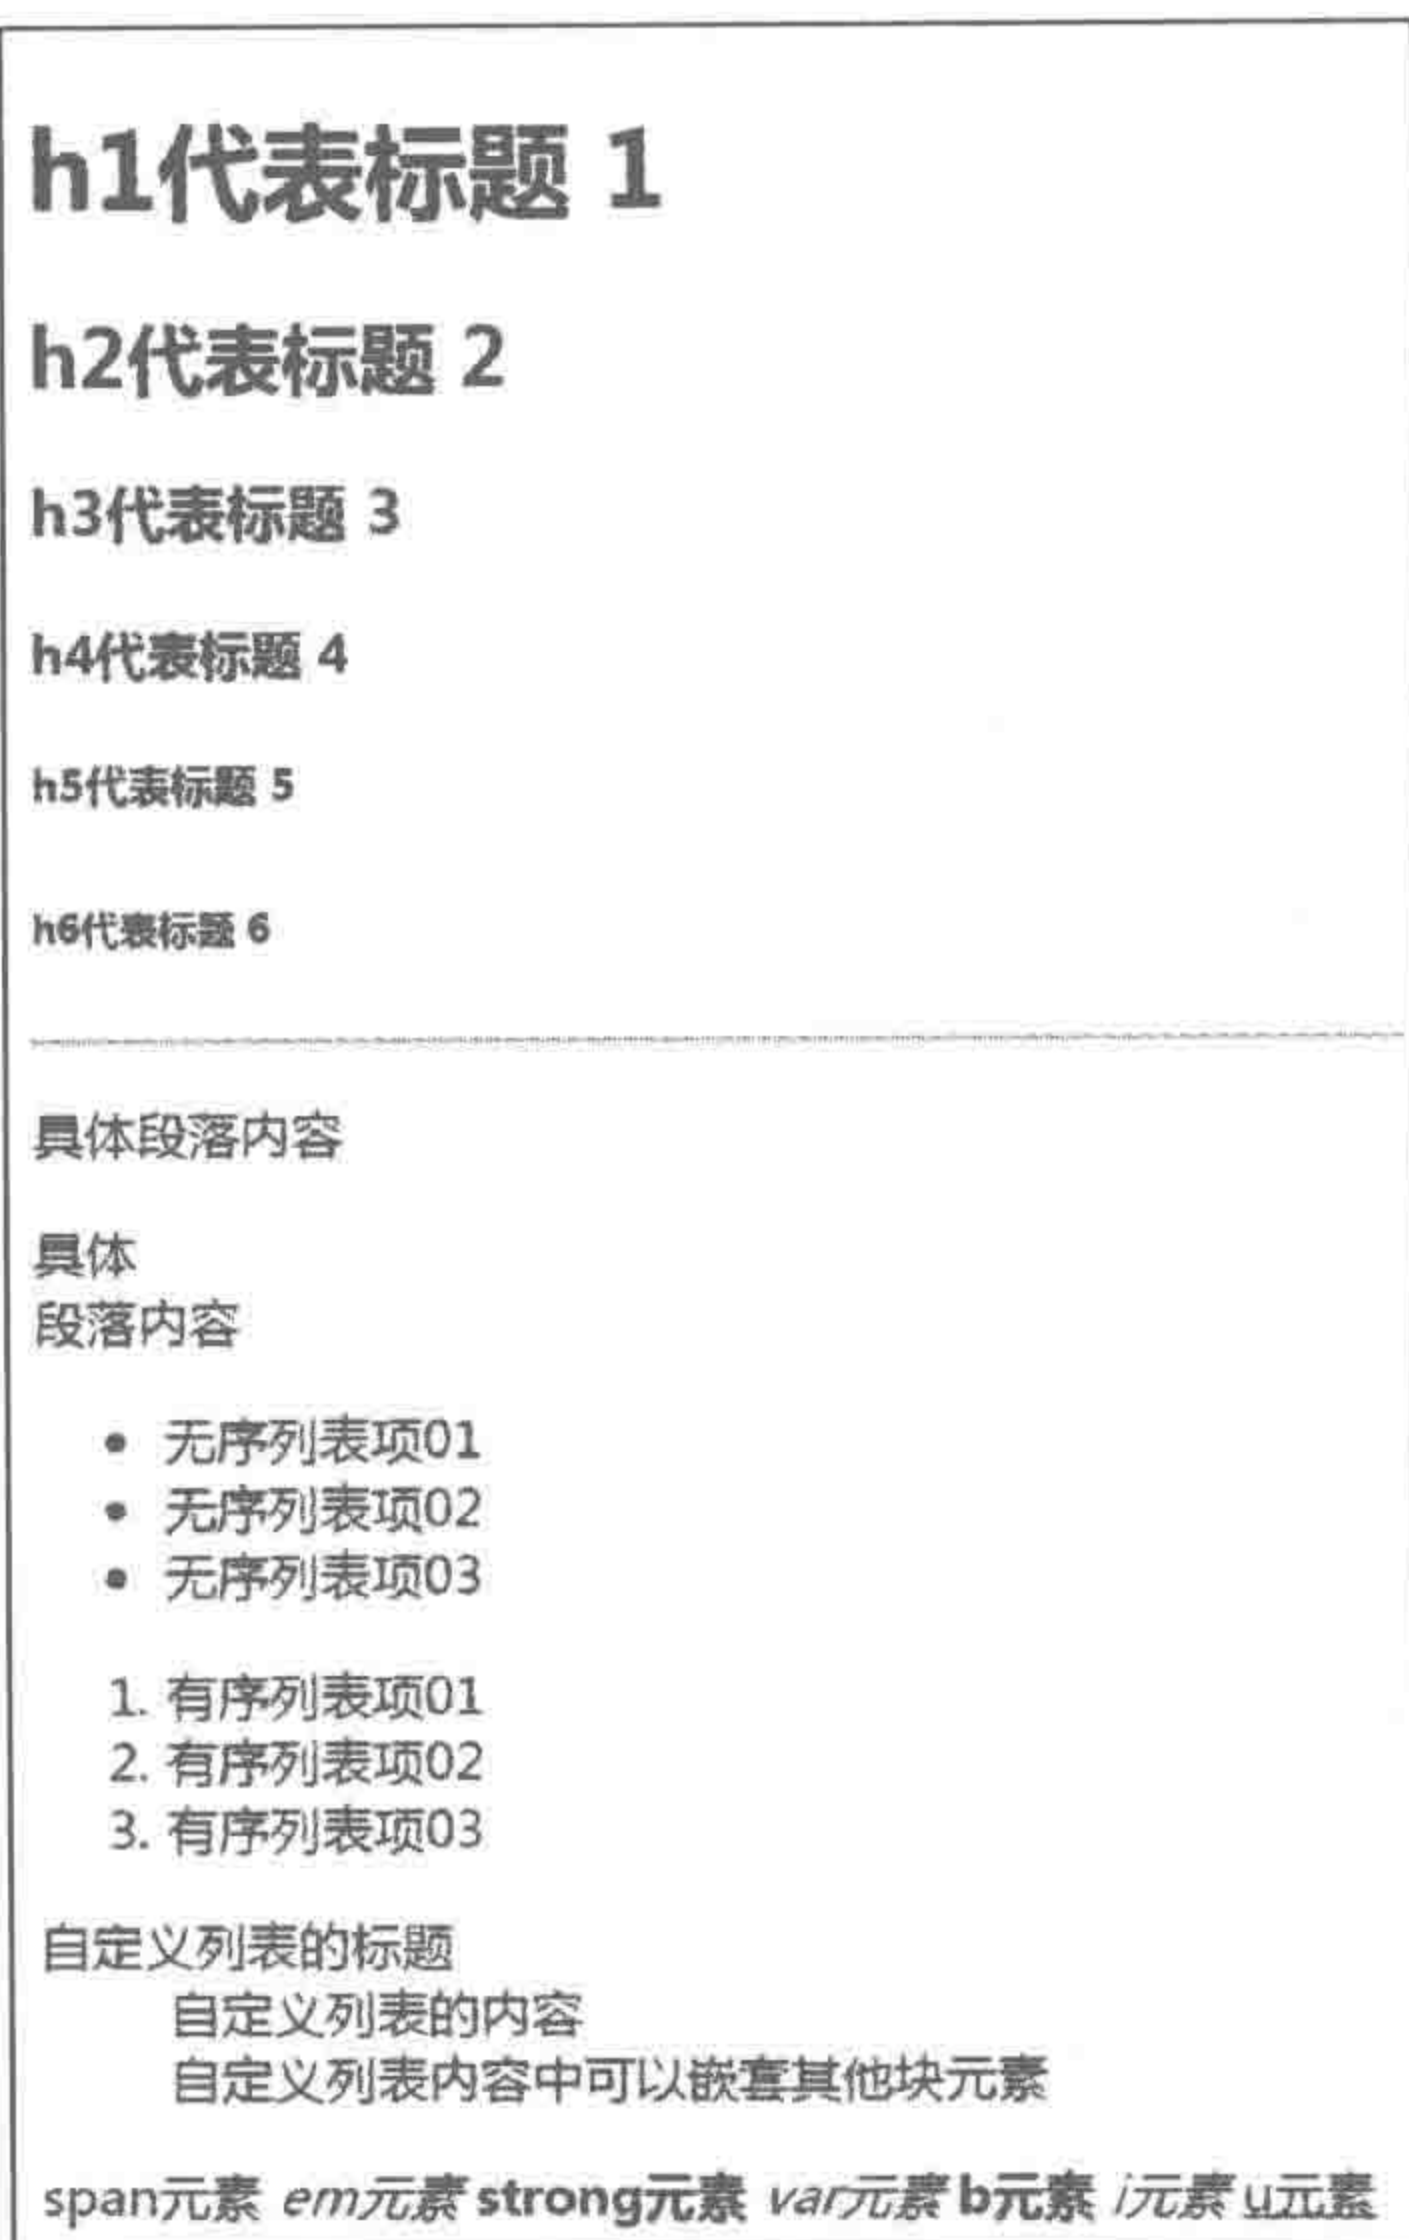 h1代表标题 1
h2代表标题 2
h3代表标题 3
h4代表标题 4
h5代表标题 5
h6代表标题 6
具体段落内容
具体
段落内容
• 无序列表项01
• 无序列表项02
• 无序列表项03
1. 有序列表项01
2. 有序列表项02
3. 有序列表项03
自定义列表的标题
自定义列表的内容
自定义列表内容中可以嵌套其他块元素
span元素 em元素 strong元素 var元素 b元素 i元素 u元素